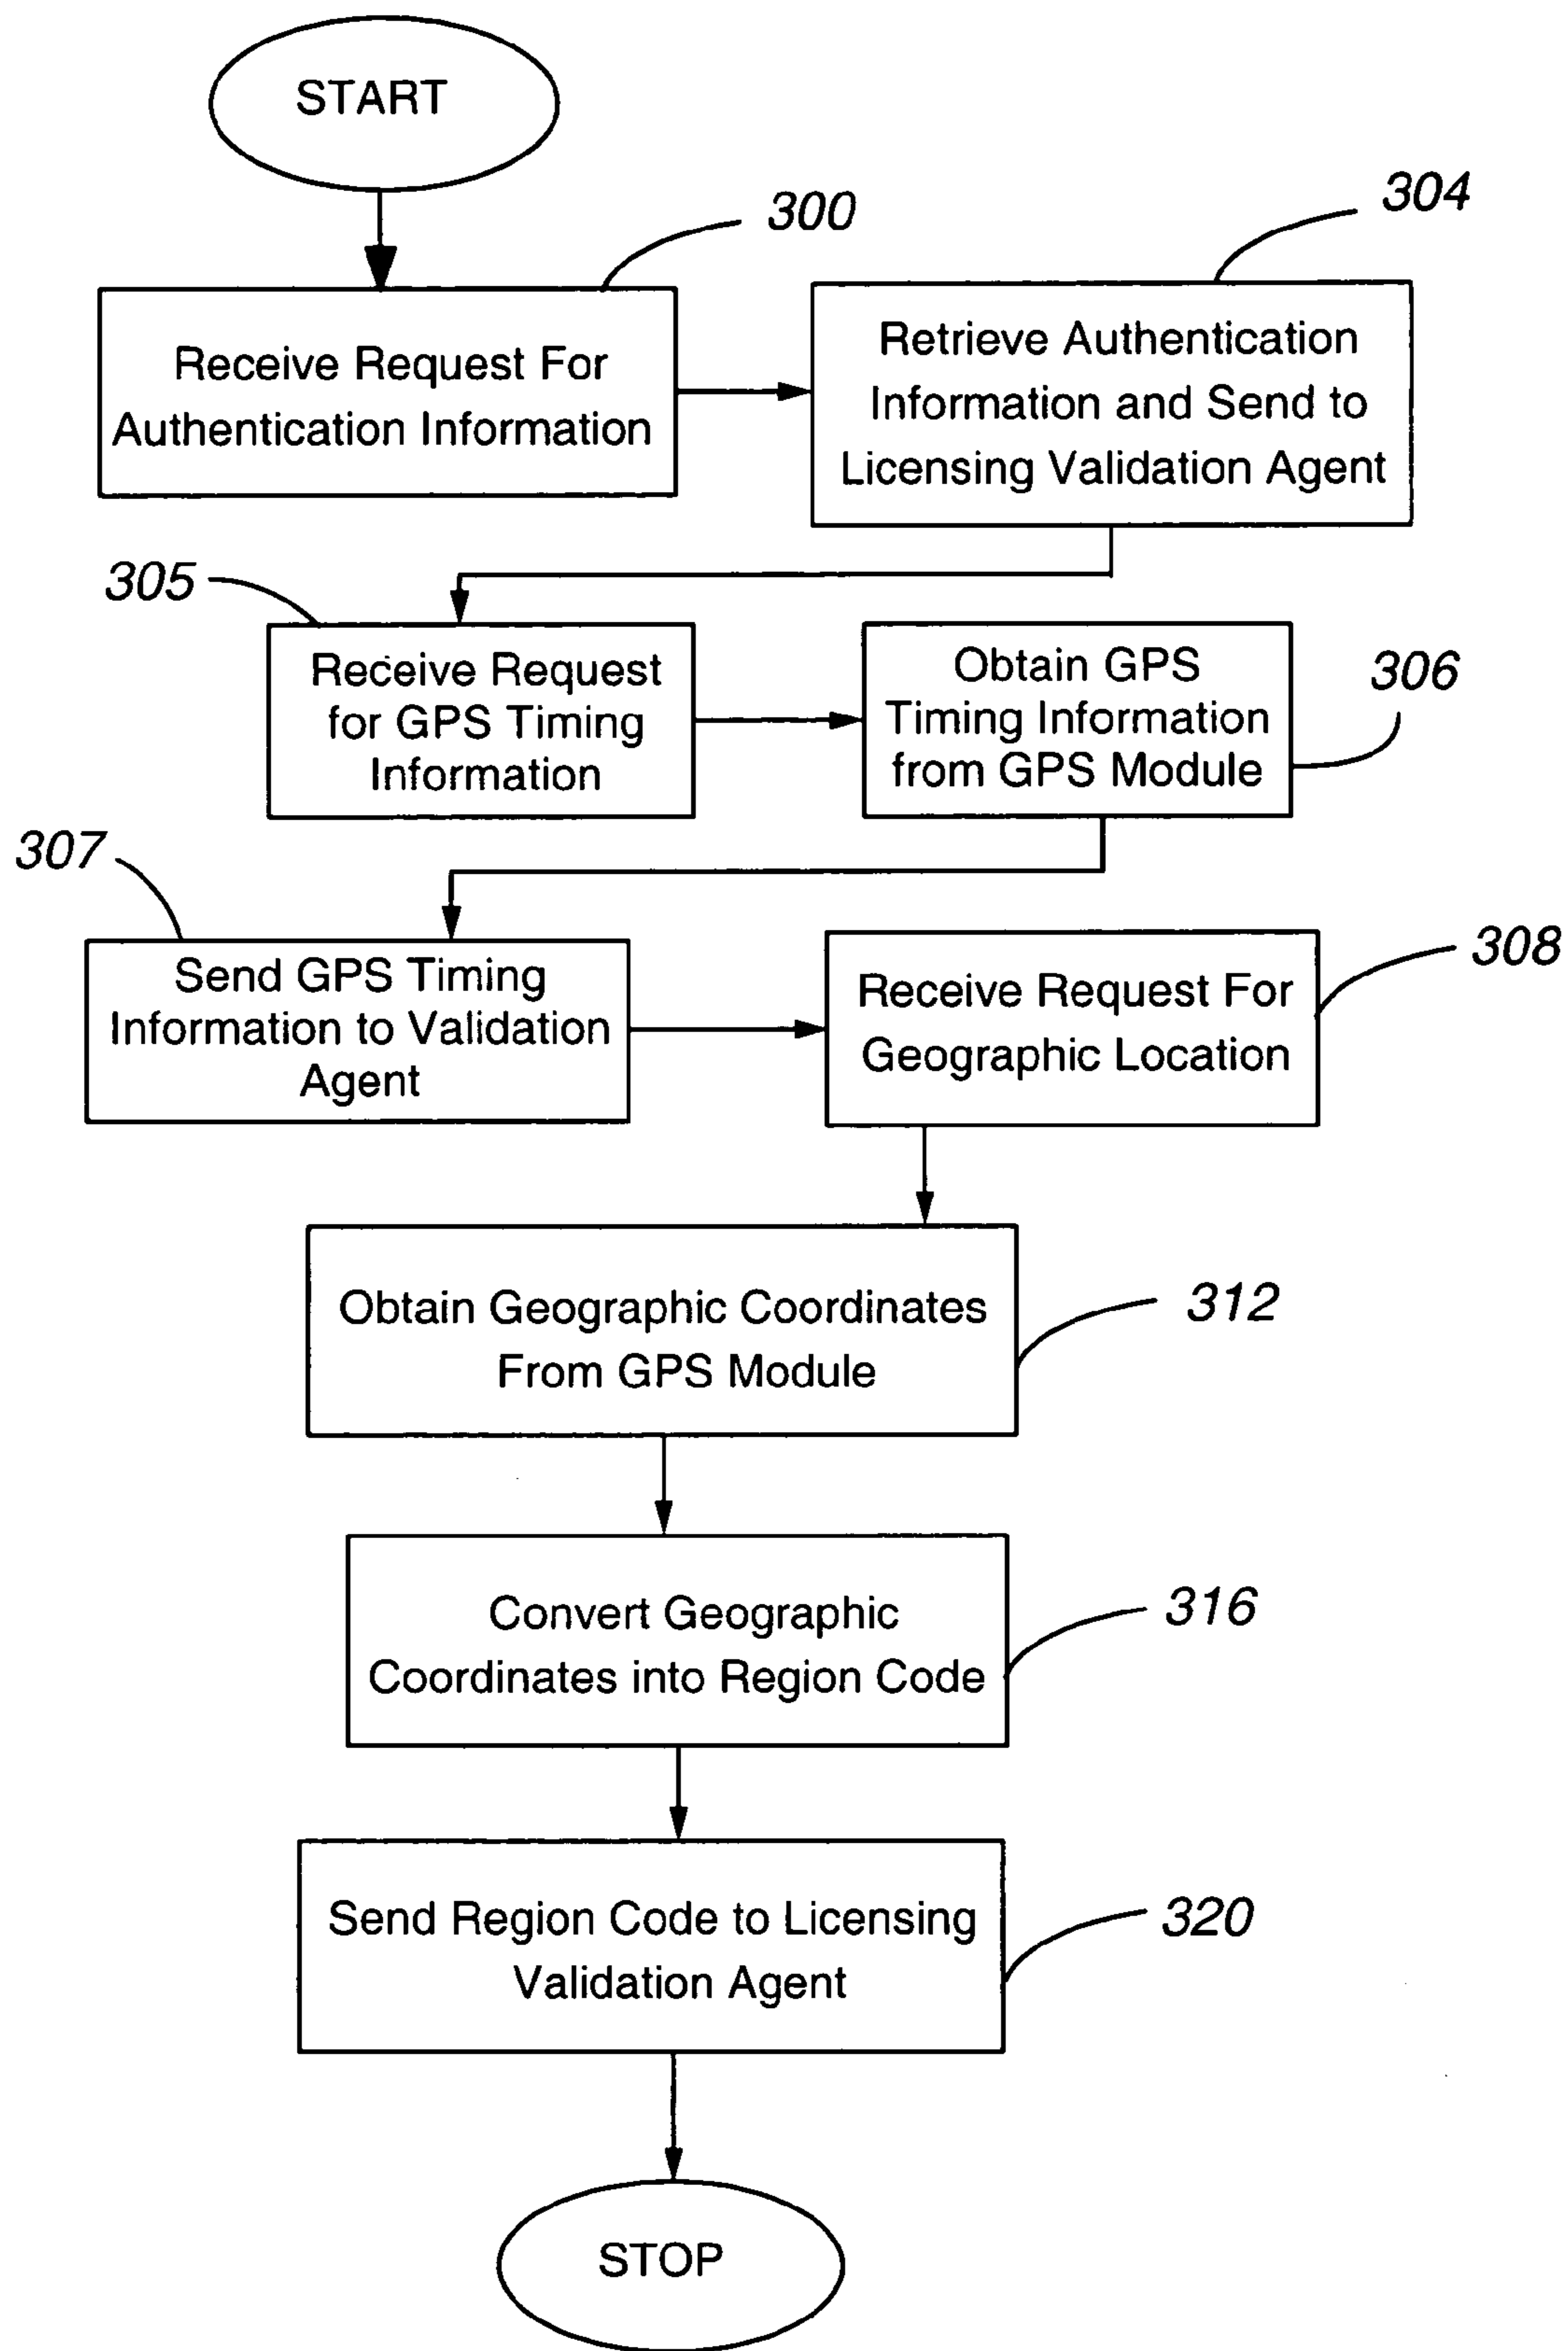 START
300
304
Receive Request For
Authentication Information
Retrieve Authentication
Information and Send to
Licensing Validation Agent
305
Receive Request
for GPS Timing
Information
Obtain GPS
Timing Information
from GPS Module
306
307
Send GPS Timing
Information to Validation
Agent
Receive Request For
Geographic Location
308
Obtain Geographic Coordinates
From GPS Module
312
Convert Geographic
Coordinates into Region Code
316
Send Region Code to Licensing
Validation Agent
320
STOP